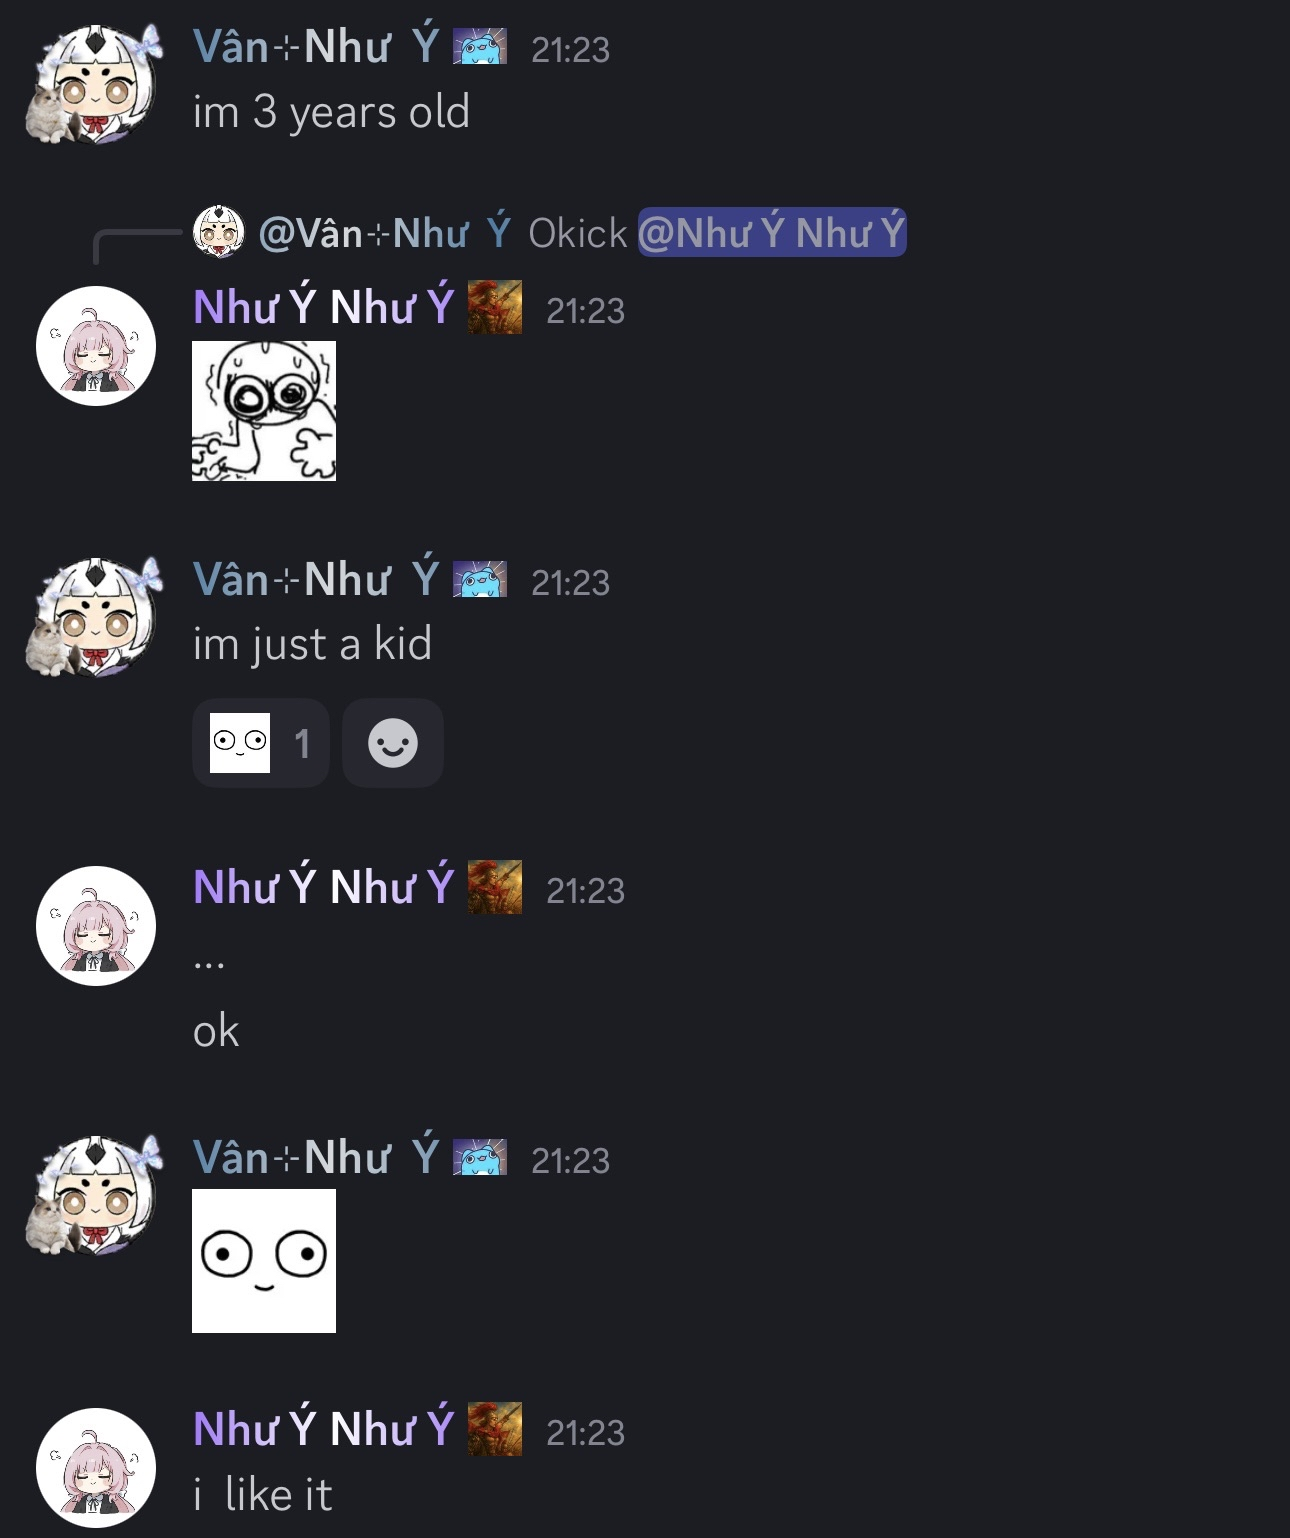 Vân⊹Như Ý 21:23
im 3 years old
@Vân⊹Như Ý Okick @Như Ý Như Ý
Như Ý Như Ý 21:23
Vân⊹Như Ý 21:23
im just a kid
1
Như Ý Như Ý 21:23
...
ok
Vân⊹Như Ý 21:23
Như Ý Như Ý 21:23
i like it